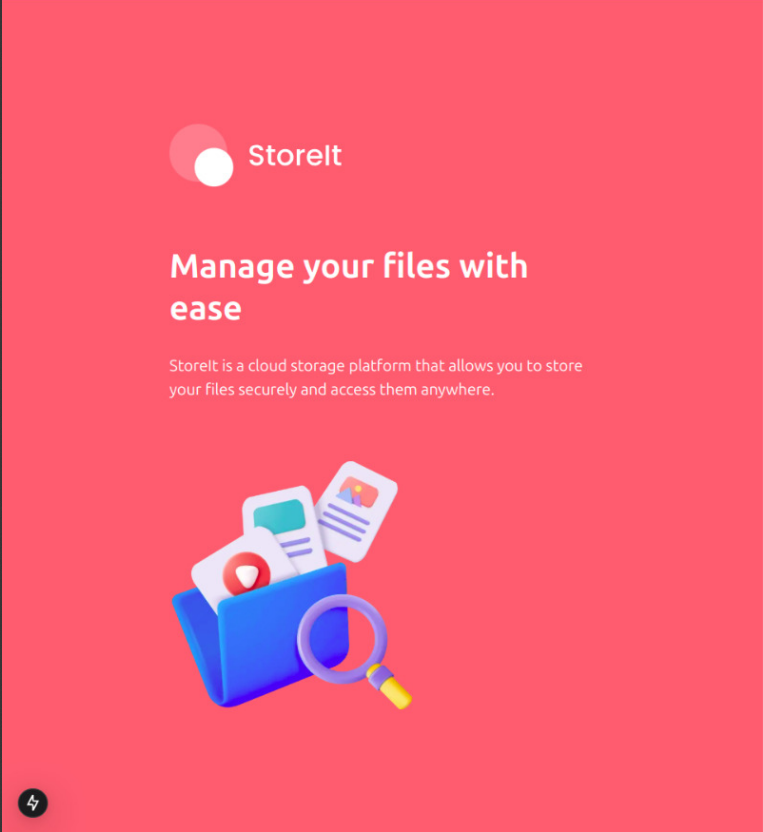 StoreIt
Manage your files with
ease
StoreIt is a cloud storage platform that allows you to store
your files securely and access them anywhere.